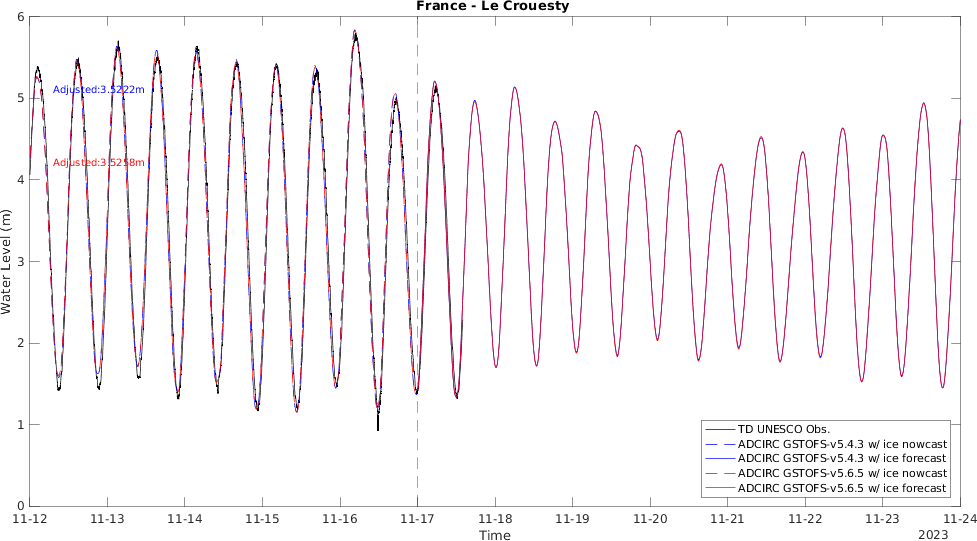 France - Le Crouesty
6
5
4
3
2
1
0
Water Level (m)
Adjusted:3.5222m
Adjusted:3.5258m
TD UNESCO Obs.
ADCIRC GSTOFS-v5.4.3 w/ ice nowcast
ADCIRC GSTOFS-v5.4.3 w/ ice forecast
ADCIRC GSTOFS-v5.6.5 w/ ice nowcast
ADCIRC GSTOFS-v5.6.5 w/ ice forecast
11-12 11-13 11-14 11-15 11-16 11-17 11-18 11-19 11-20 11-21 11-22 11-23 11-24
Time
2023